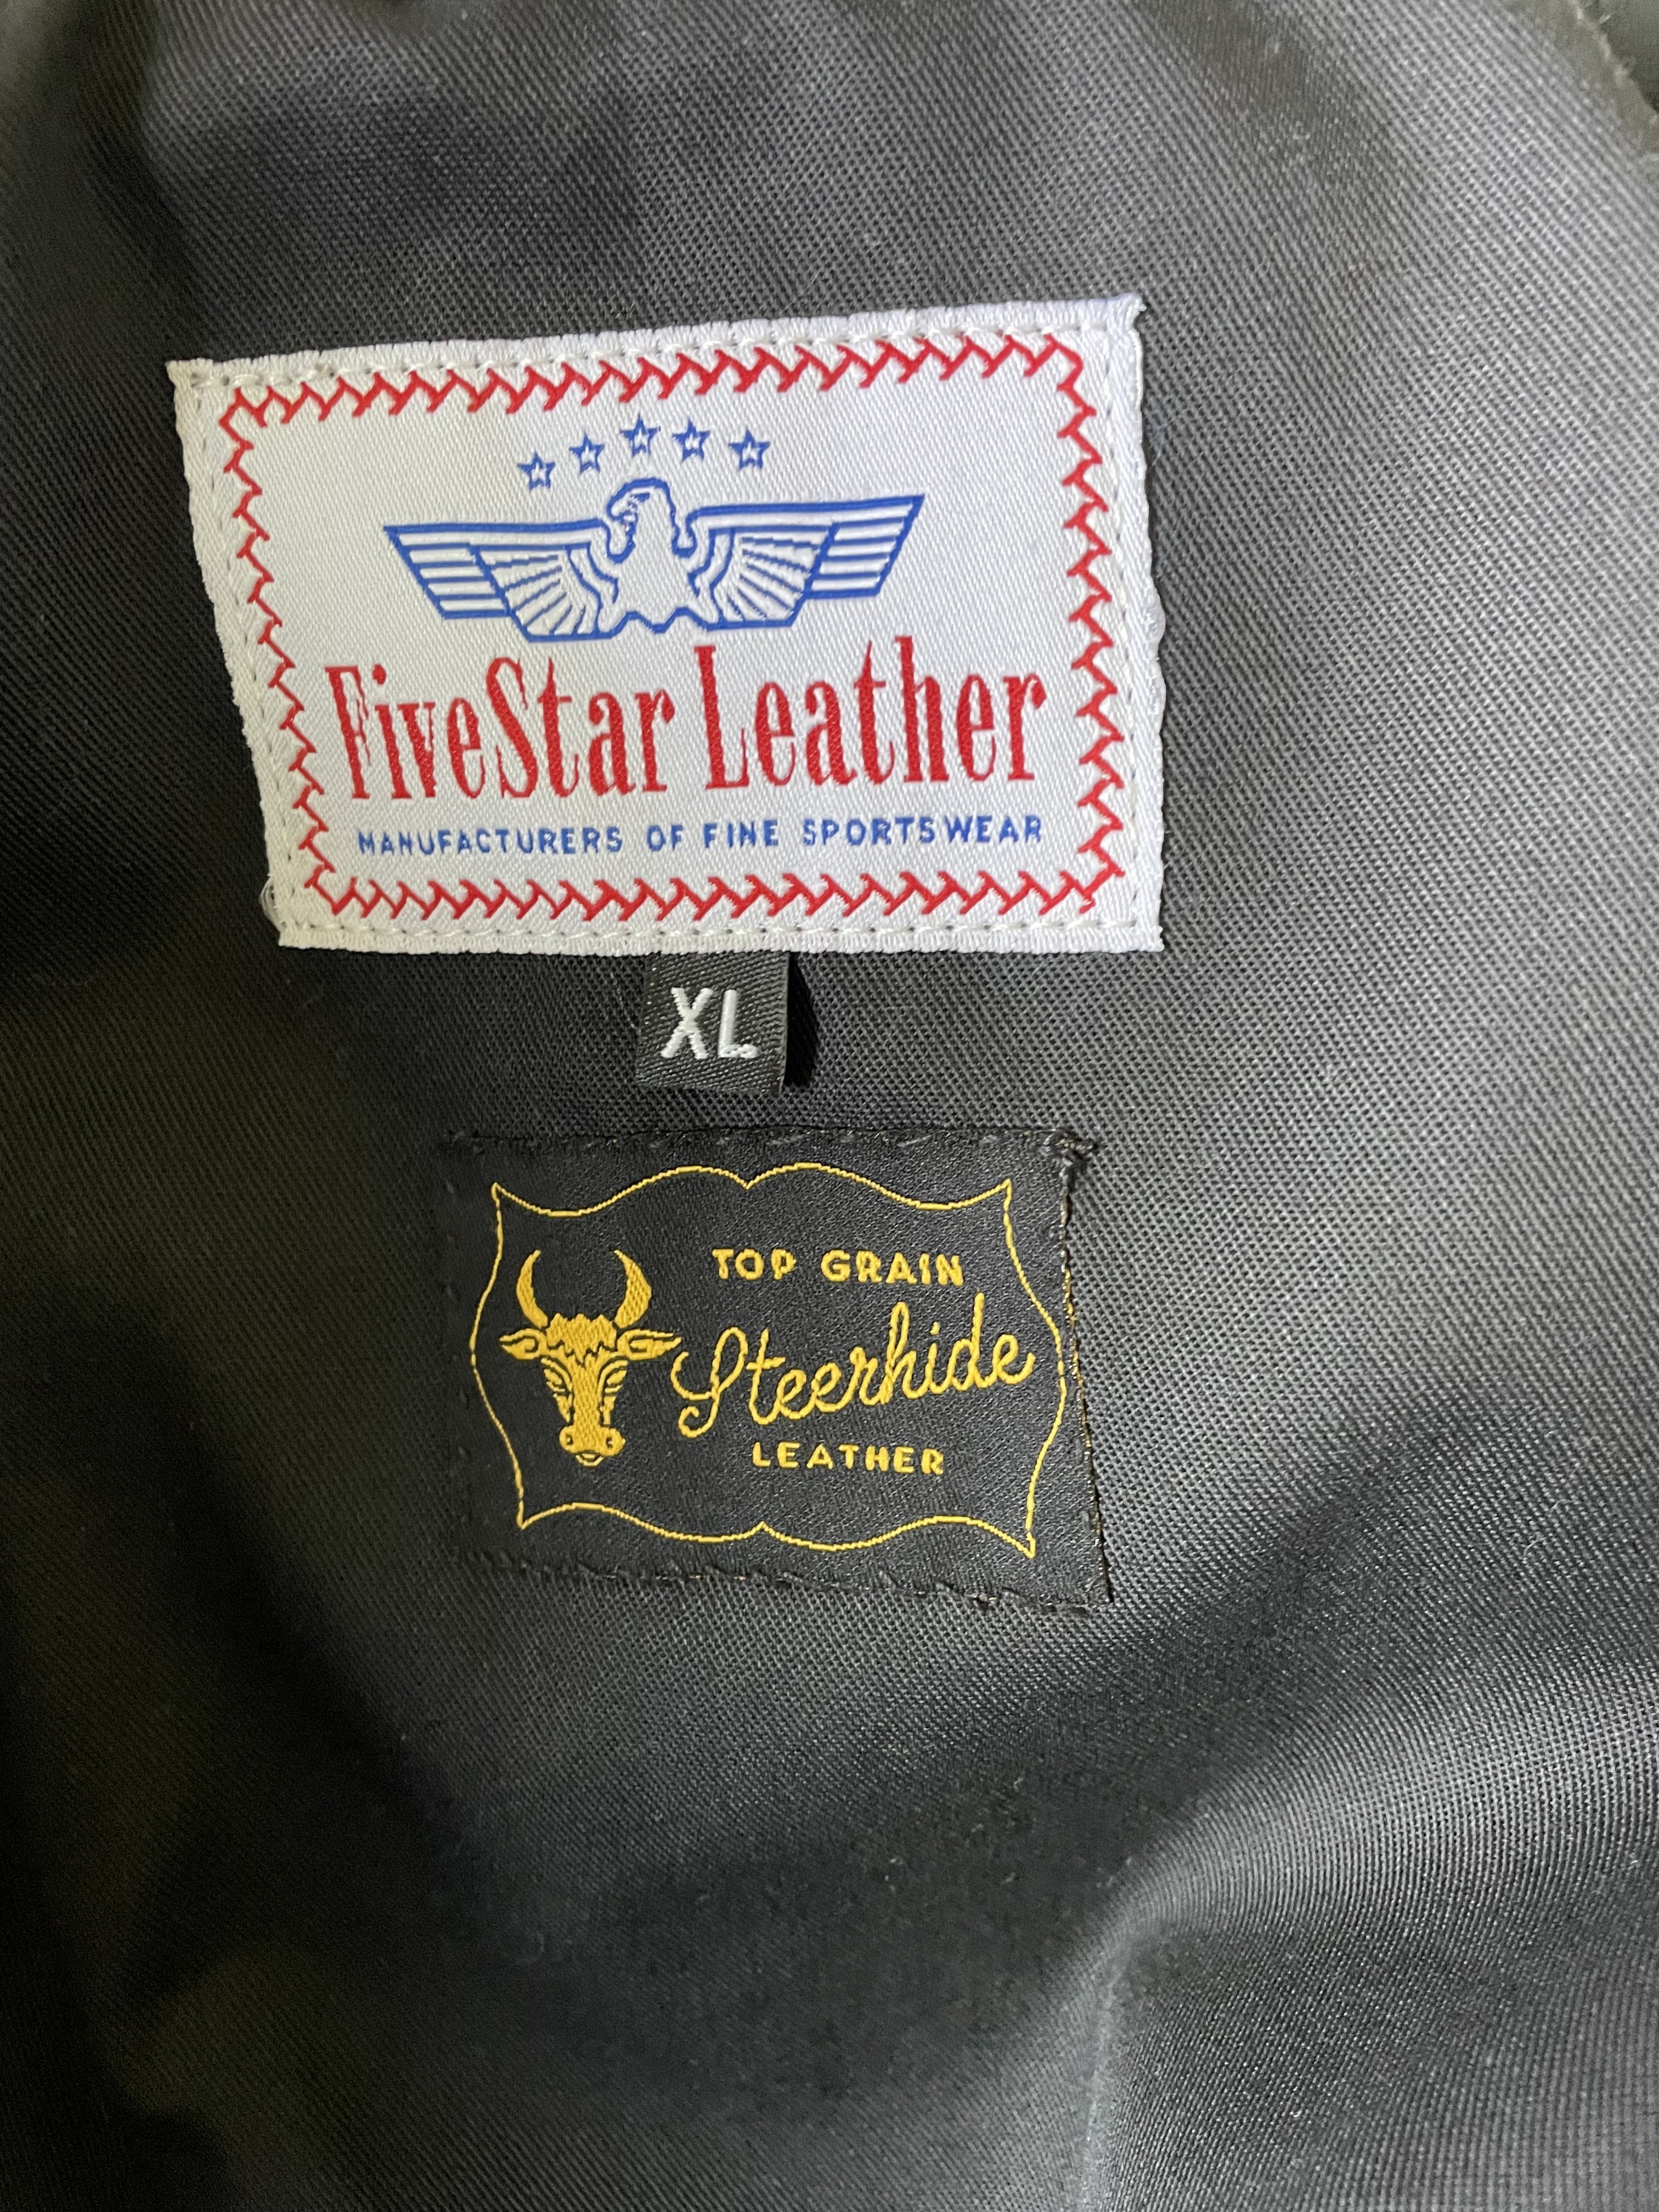 FiveStar Leather
MANUFACTURERS OF FINE SPORTSWEAR
XL
TOP GRAIN
Steerhide
LEATHER